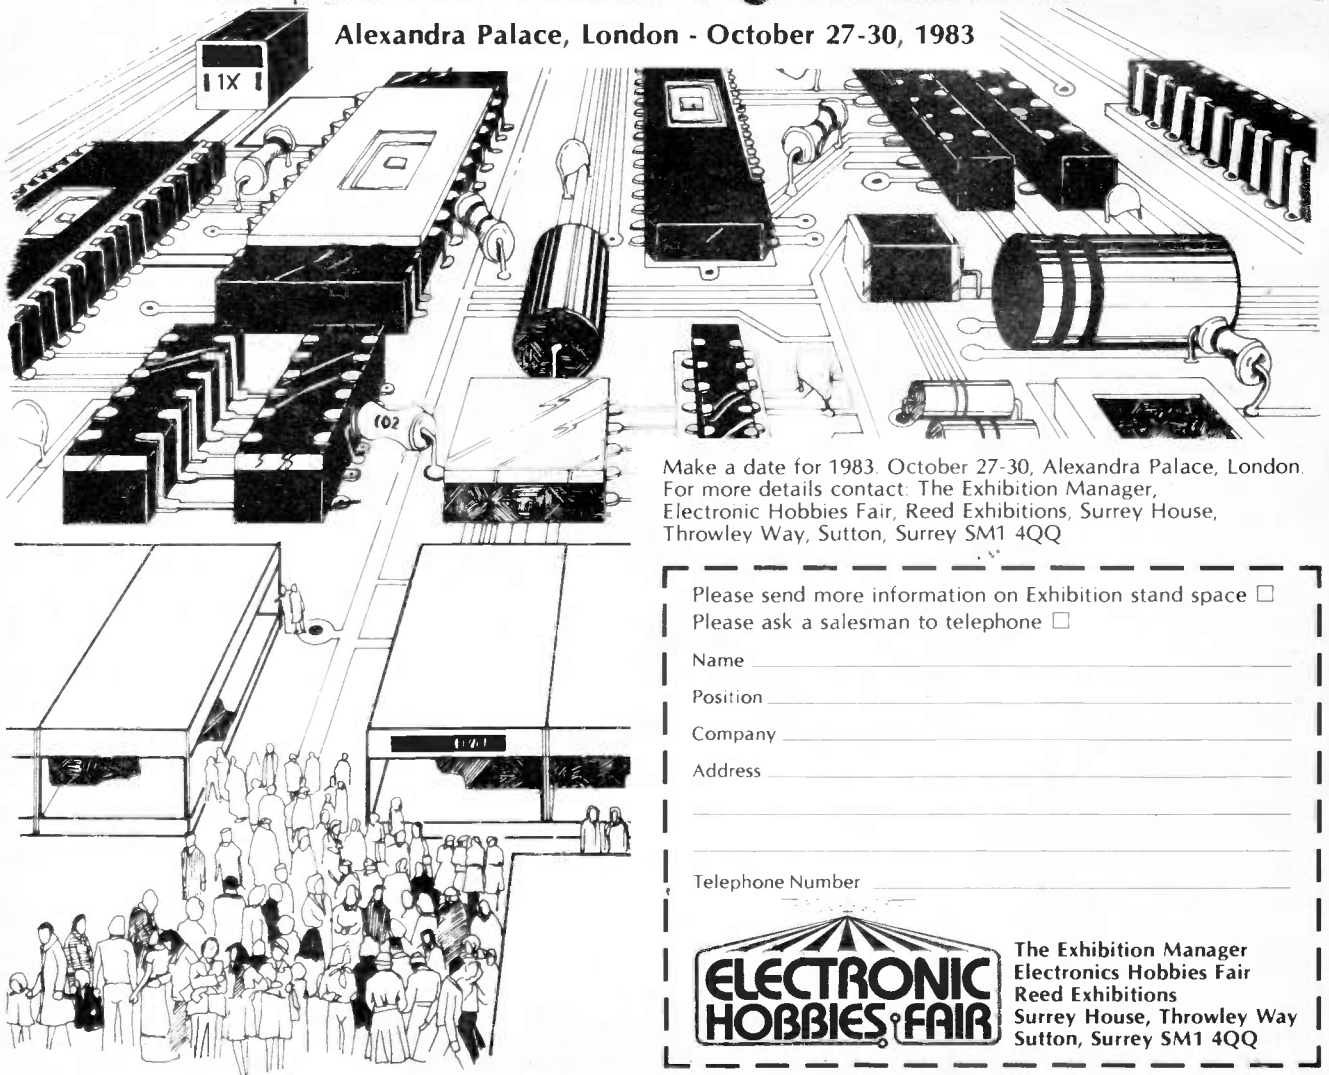 Alexandra Palace, London - October 27-30, 1983
1X
102
Make a date for 1983. October 27-30, Alexandra Palace, London.
For more details contact: The Exhibition Manager,
Electronic Hobbies Fair, Reed Exhibitions, Surrey House,
Throwley Way, Sutton, Surrey SM1 4QQ
Please send more information on Exhibition stand space □
Please ask a salesman to telephone □
Name
Position
Company
Address
Telephone Number
ELECTRONIC
HOBBIES FAIR
The Exhibition Manager
Electronics Hobbies Fair
Reed Exhibitions
Surrey House, Throwley Way
Sutton, Surrey SM1 4QQ